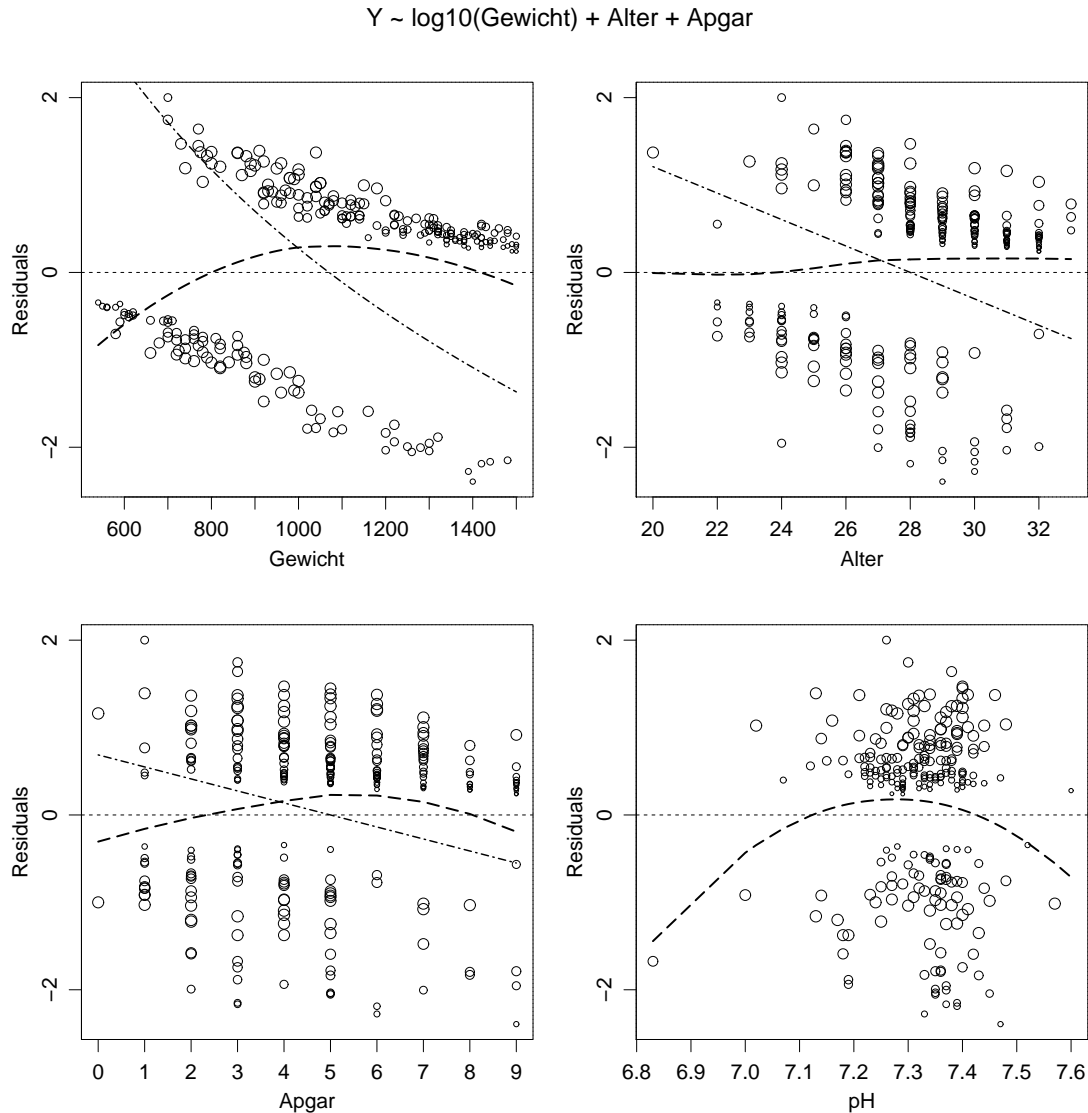 Y ~ log10(Gewicht) + Alter + Apgar
2
0
−2
Residuals
600 800 1000 1200 1400
Gewicht
2
0
−2
Residuals
20 22 24 26 28 30 32
Alter
2
0
−2
Residuals
0 1 2 3 4 5 6 7 8 9
Apgar
2
0
−2
Residuals
6.8 6.9 7.0 7.1 7.2 7.3 7.4 7.5 7.6
pH